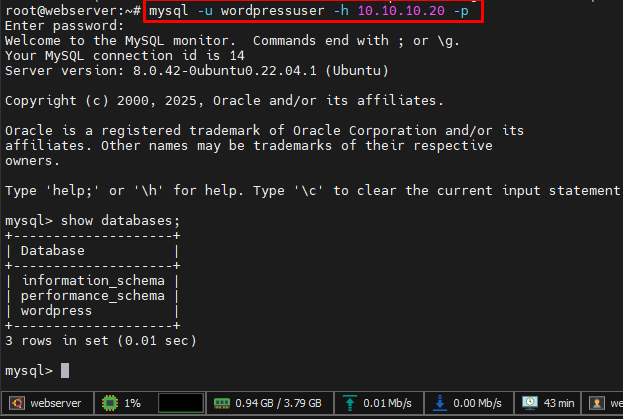 root@webserver:~# mysql -u wordpressuser -h 10.10.10.20 -p
Enter password:
Welcome to the MySQL monitor.  Commands end with ; or \g.
Your MySQL connection id is 14
Server version: 8.0.42-0ubuntu0.22.04.1 (Ubuntu)
Copyright (c) 2000, 2025, Oracle and/or its affiliates.
Oracle is a registered trademark of Oracle Corporation and/or its
affiliates. Other names may be trademarks of their respective
owners.
Type 'help;' or '\h' for help. Type '\c' to clear the current input statement
mysql> show databases;
+--------------------+
| Database           |
+--------------------+
| information_schema |
| performance_schema |
| wordpress          |
+--------------------+
3 rows in set (0.01 sec)
mysql>
webserver 1% 0.94 GB / 3.79 GB 0.01 Mb/s 0.00 Mb/s 43 min we